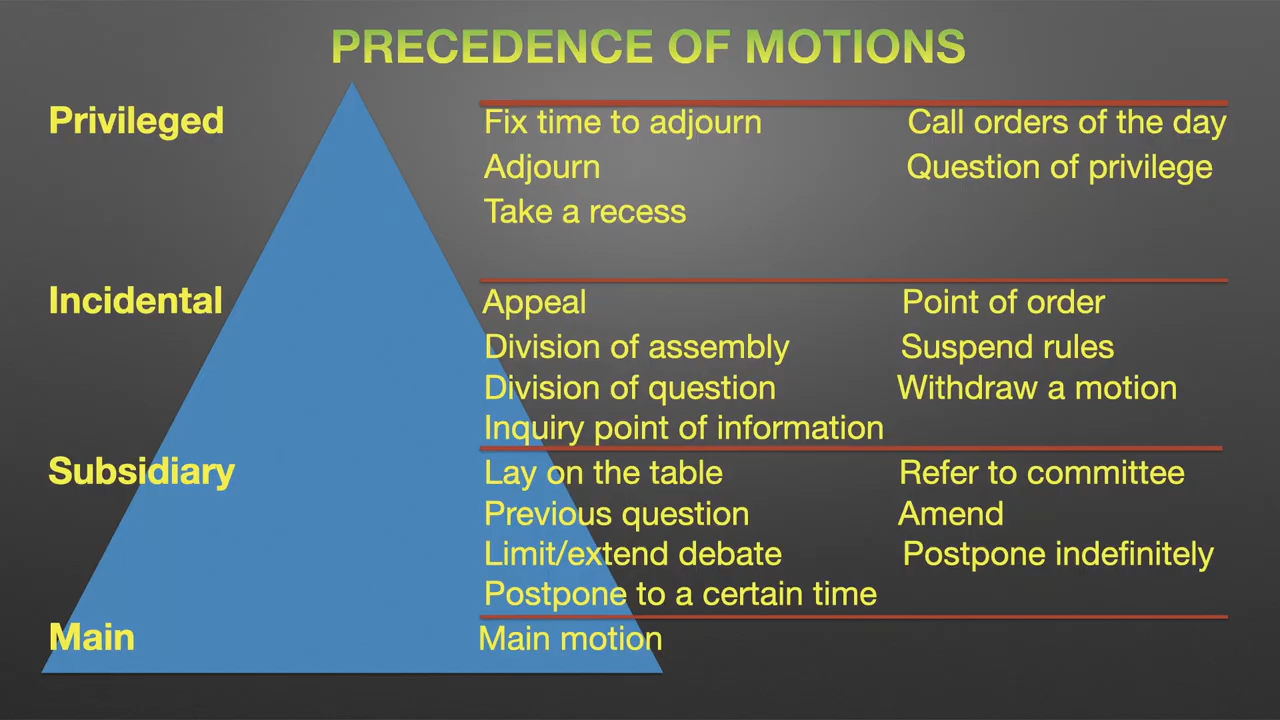 PRECEDENCE OF MOTIONS
Privileged
Fix time to adjourn
Call orders of the day
Adjourn
Question of privilege
Take a recess
Incidental
Appeal
Point of order
Division of assembly
Suspend rules
Division of question
Withdraw a motion
Inquiry point of information
Subsidiary
Lay on the table
Refer to committee
Previous question
Amend
Limit/extend debate
Postpone indefinitely
Postpone to a certain time
Main
Main motion